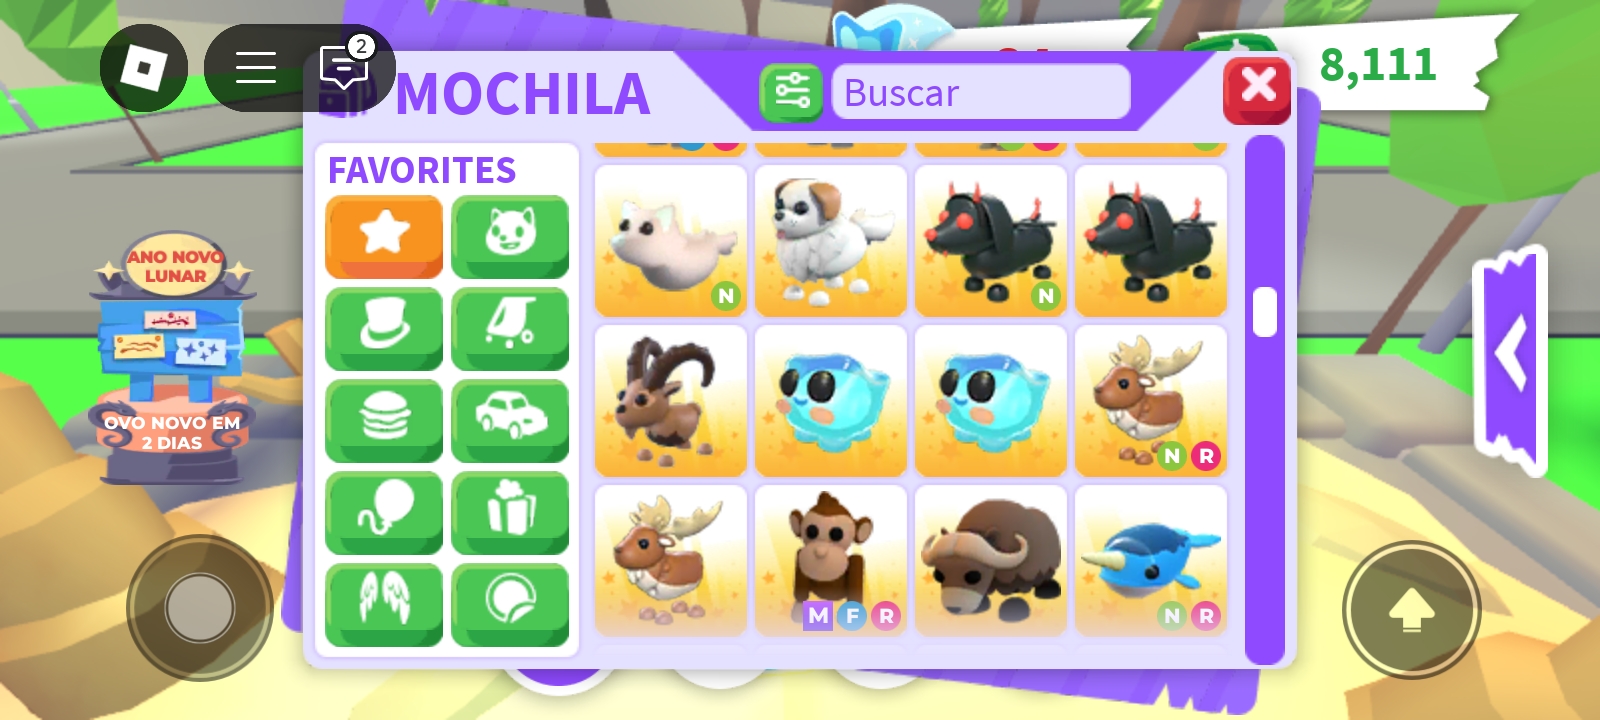 2
MOCHILA
Buscar
8,111
FAVORITES
ANO NOVO
LUNAR
OVO NOVO EM
2 DIAS
N
N
N R
M F R
N R